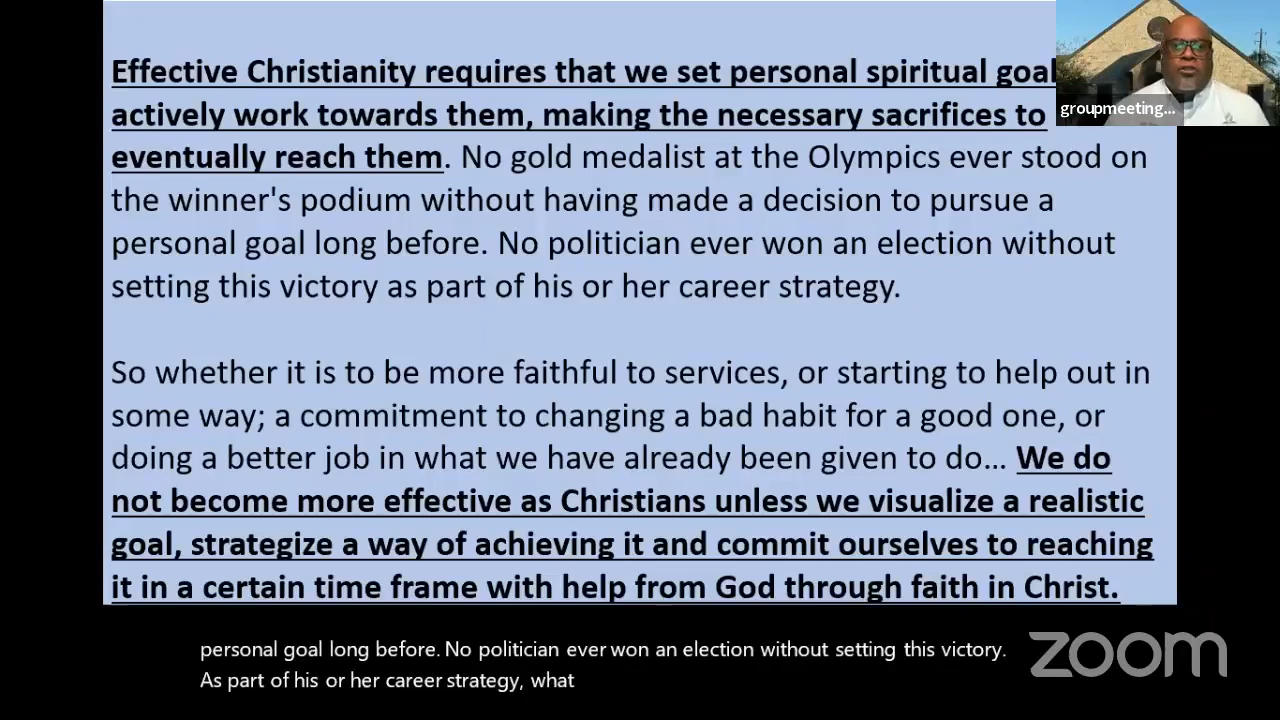 Effective Christianity requires that we set personal spiritual goal
actively work towards them, making the necessary sacrifices to
eventually reach them. No gold medalist at the Olympics ever stood on
the winner's podium without having made a decision to pursue a
personal goal long before. No politician ever won an election without
setting this victory as part of his or her career strategy.
So whether it is to be more faithful to services, or starting to help out in
some way; a commitment to changing a bad habit for a good one, or
doing a better job in what we have already been given to do... We do
not become more effective as Christians unless we visualize a realistic
goal, strategize a way of achieving it and commit ourselves to reaching
it in a certain time frame with help from God through faith in Christ.
groupmeeting...
personal goal long before. No politician ever won an election without setting this victory.
As part of his or her career strategy, what
zoom